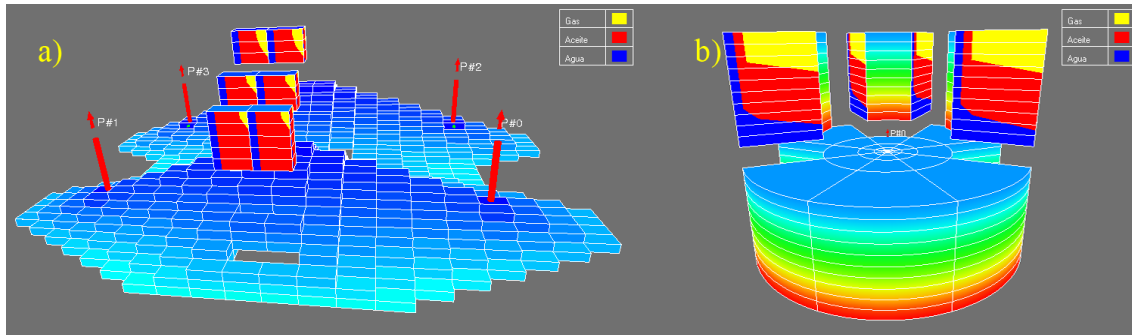 a)
Gas
Aceite
Agua
P#3
P#2
P#1
P#0
b)
Gas
Aceite
Agua
P#0